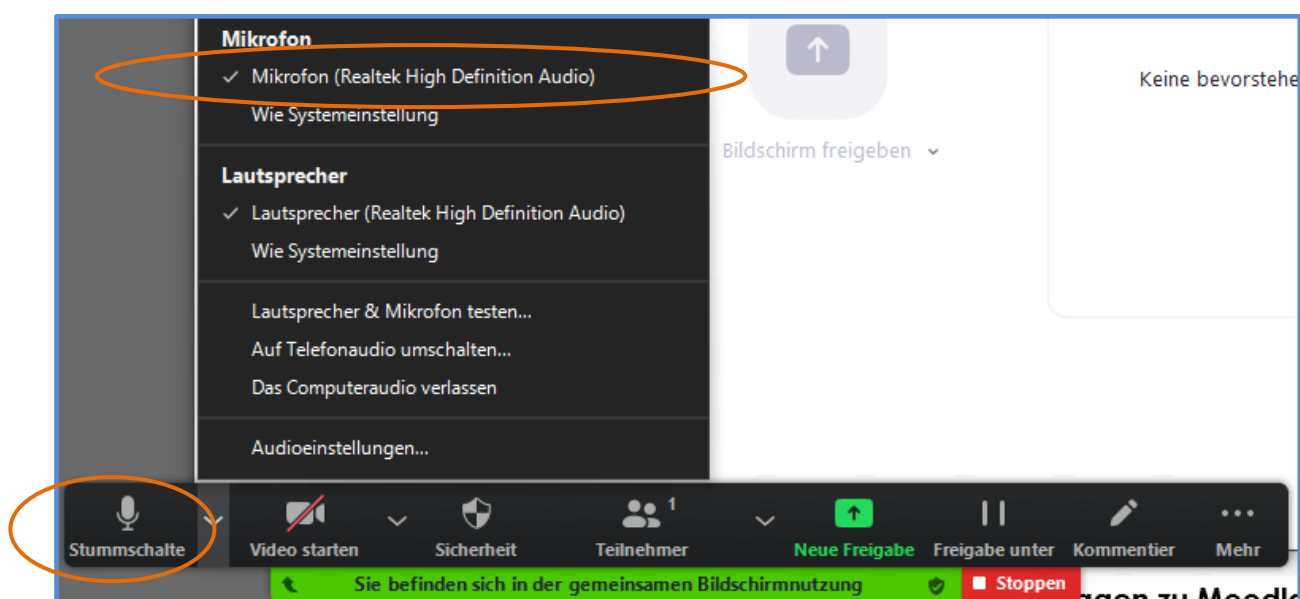 Mikrofon
Mikrofon (Realtek High Definition Audio)
Wie Systemeinstellung
Lautsprecher
Lautsprecher (Realtek High Definition Audio)
Wie Systemeinstellung
Lautsprecher & Mikrofon testen...
Auf Telefonaudio umschalten...
Das Computeraudio verlassen
Audioeinstellungen...
Bildschirm freigeben
Keine bevorstehe
1
Stummschalte Video starten Sicherheit Teilnehmer Neue Freigabe Freigabe unter Kommentier Mehr
Sie befinden sich in der gemeinsamen Bildschirmnutzung Stoppen
zu Moodle